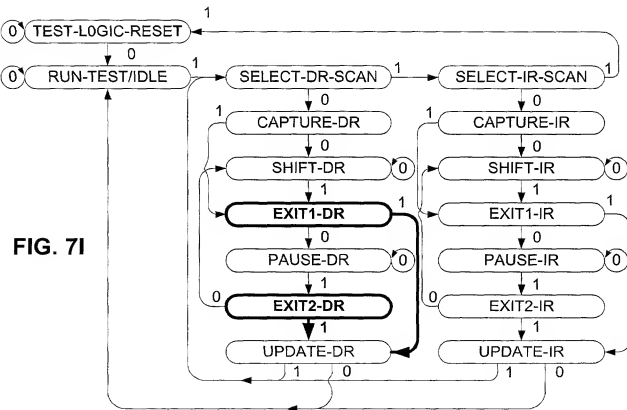 1
0 TEST-L0GIC-RESET
0
0 RUN-TEST/IDLE 1 SELECT-DR-SCAN 1 SELECT-IR-SCAN 1
0 0
1 CAPTURE-DR 1 CAPTURE-IR
0 0
SHIFT-DR 0 SHIFT-IR 0
1 1
EXIT1-DR 1 EXIT1-IR 1
0 0
FIG. 7I
PAUSE-DR 0 PAUSE-IR 0
1 1
0 EXIT2-DR 0 EXIT2-IR
1 1
UPDATE-DR UPDATE-IR
1 0 1 0